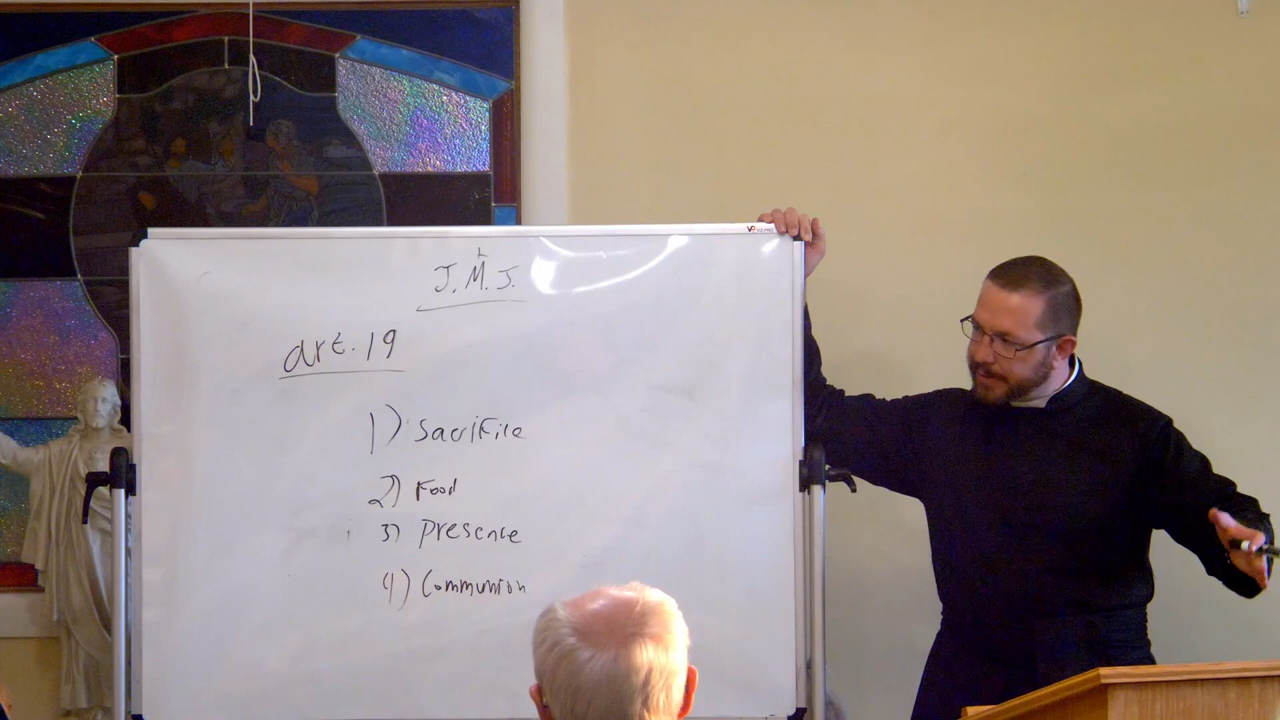 J.M.J.
art. 19
1) Sacrifice
2) Food
3) Presence
4) Communion